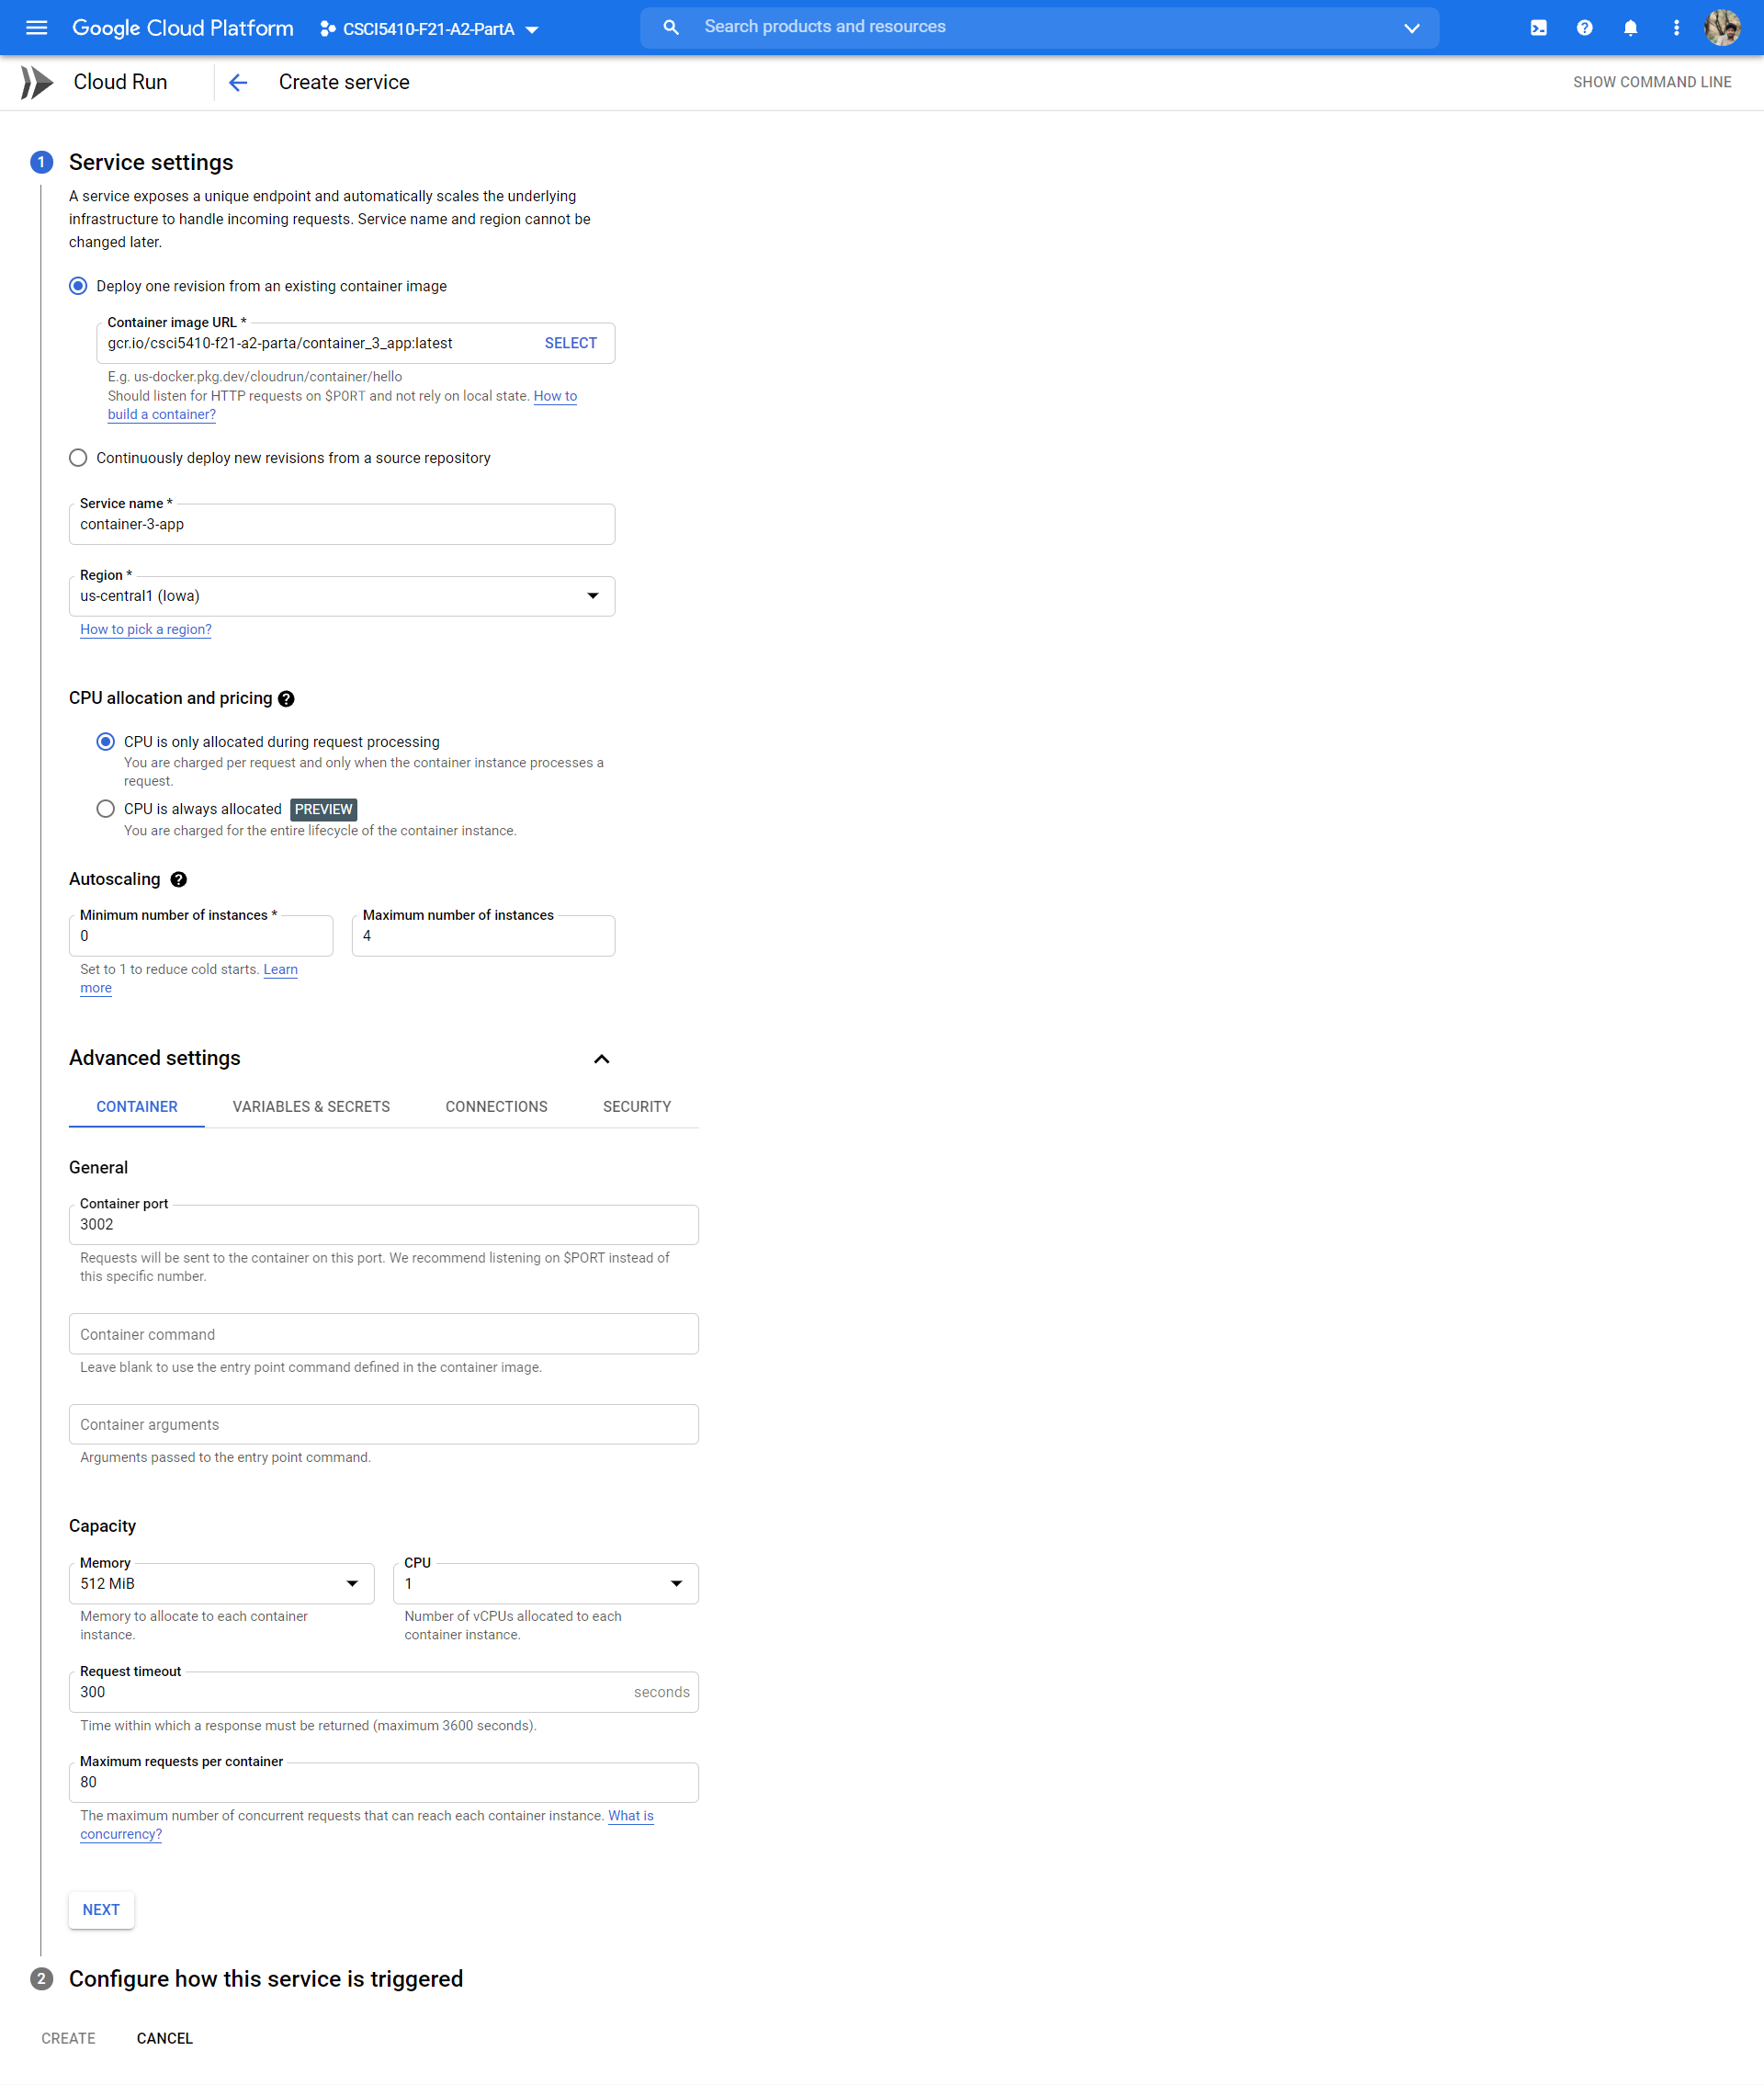 Google Cloud Platform
CSCI5410-F21-A2-PartA
Search products and resources
Cloud Run
Create service
SHOW COMMAND LINE
1
Service settings
A service exposes a unique endpoint and automatically scales the underlying
infrastructure to handle incoming requests. Service name and region cannot be
changed later.
Deploy one revision from an existing container image
Container image URL *
gcr.io/csci5410-f21-a2-parta/container_3_app:latest
SELECT
E.g. us-docker.pkg.dev/cloudrun/container/hello
Should listen for HTTP requests on $PORT and not rely on local state. How to
build a container?
Continuously deploy new revisions from a source repository
Service name *
container-3-app
Region *
us-central1 (Iowa)
How to pick a region?
CPU allocation and pricing
CPU is only allocated during request processing
You are charged per request and only when the container instance processes a
request.
CPU is always allocated PREVIEW
You are charged for the entire lifecycle of the container instance.
Autoscaling
Minimum number of instances *
0
Maximum number of instances
4
Set to 1 to reduce cold starts. Learn
more
Advanced settings
CONTAINER
VARIABLES & SECRETS
CONNECTIONS
SECURITY
General
Container port
3002
Requests will be sent to the container on this port. We recommend listening on $PORT instead of
this specific number.
Container command
Leave blank to use the entry point command defined in the container image.
Container arguments
Arguments passed to the entry point command.
Capacity
Memory
512 MiB
Memory to allocate to each container
instance.
CPU
1
Number of vCPUs allocated to each
container instance.
Request timeout
300
seconds
Time within which a response must be returned (maximum 3600 seconds).
Maximum requests per container
80
The maximum number of concurrent requests that can reach each container instance. What is
concurrency?
NEXT
2
Configure how this service is triggered
CREATE
CANCEL